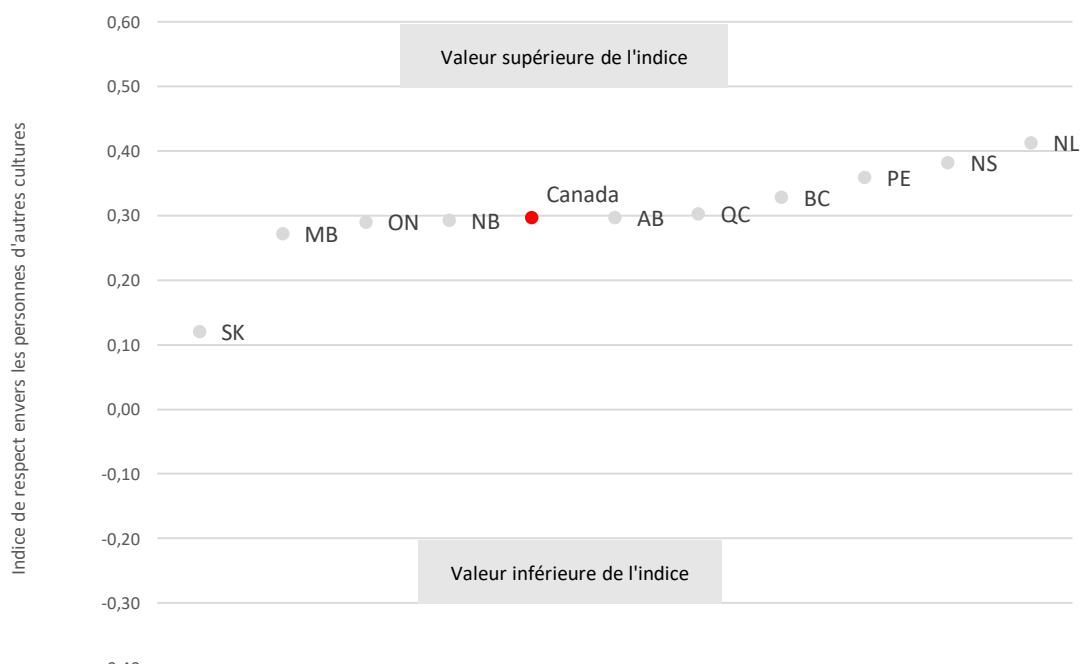 Indice de respect envers les personnes d'autres cultures
0,60
Valeur supérieure de l'indice
0,50
0,40
NL
NS
PE
BC
Canada
0,30
QC
AB
NB
ON
MB
0,20
SK
0,10
0,00
-0,10
-0,20
Valeur inférieure de l'indice
-0,30